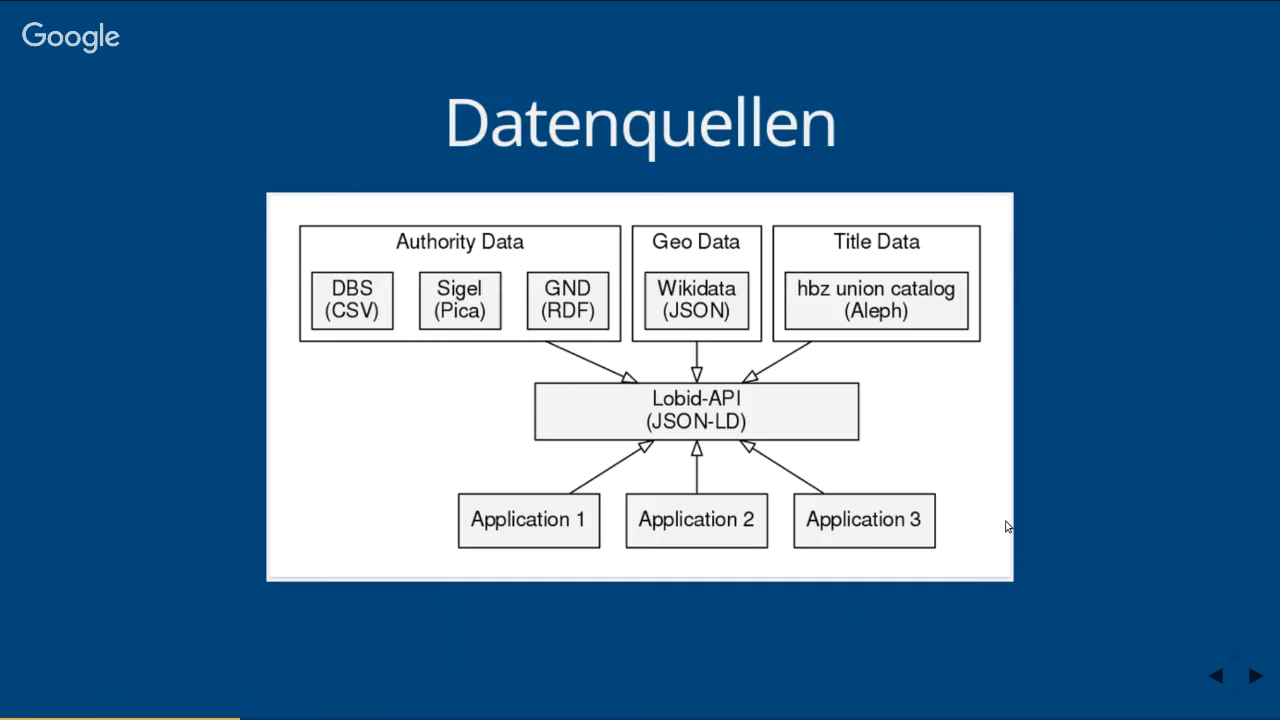 Google
Datenquellen
Authority Data
DBS
(CSV)
Sigel
(Pica)
GND
(RDF)
Geo Data
Wikidata
(JSON)
Title Data
hbz union catalog
(Aleph)
Lobid-API
(JSON-LD)
Application 1
Application 2
Application 3